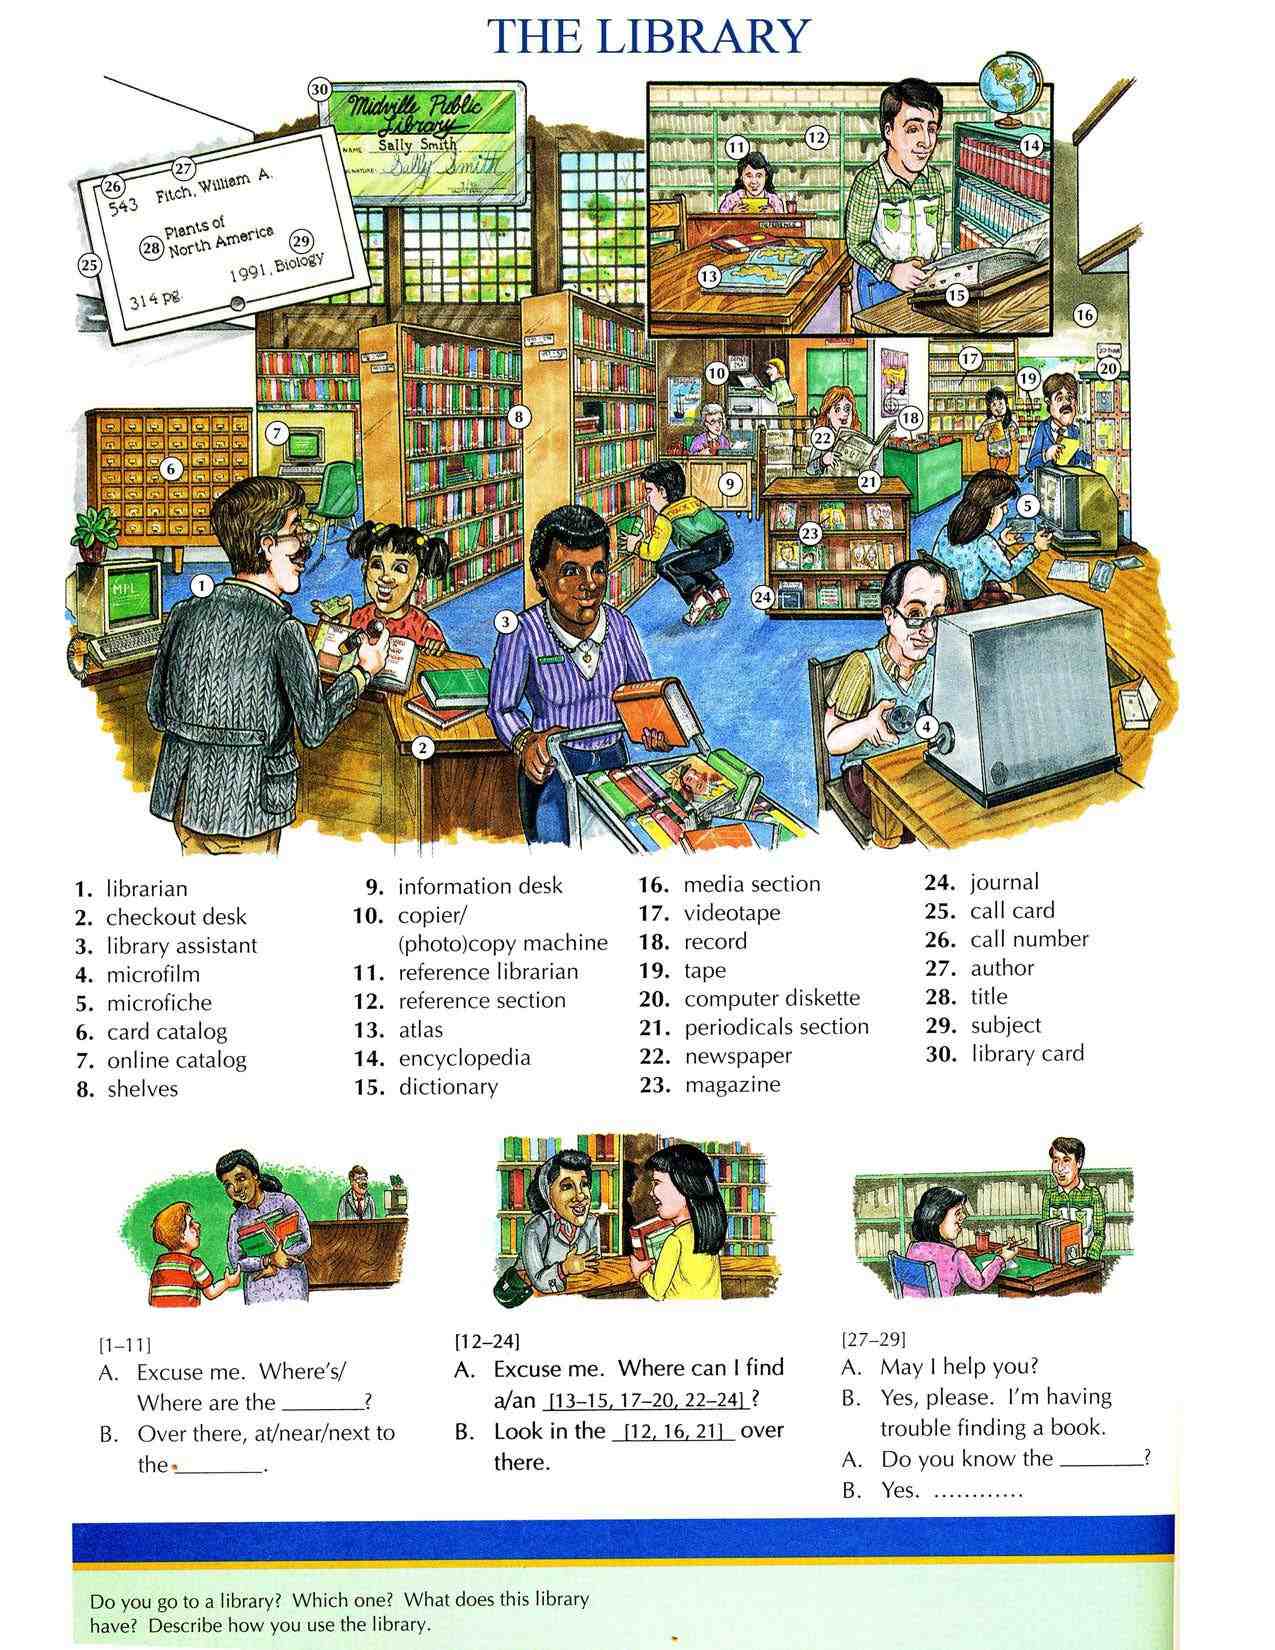 THE LIBRARY
30
Midville Public
Library
NAME Sally Smith
SIGNATURE: Sally Smith
27
26
543 Fitch, William A.
28 Plants of
North America 29
25
1991, Biology
314 pg.
11
12
14
REFERENCE
13
15
16
10
17
19
20
8
7
18
22
6
9
21
5
23
1
MPL
24
3
4
2
1. librarian
2. checkout desk
3. library assistant
4. microfilm
5. microfiche
6. card catalog
7. online catalog
8. shelves
9. information desk
10. copier/
(photo)copy machine
11. reference librarian
12. reference section
13. atlas
14. encyclopedia
15. dictionary
16. media section
17. videotape
18. record
19. tape
20. computer diskette
21. periodicals section
22. newspaper
23. magazine
24. journal
25. call card
26. call number
27. author
28. title
29. subject
30. library card
[1–11]
A. Excuse me. Where's/
Where are the ________?
B. Over there, at/near/next to
the ________.
[12–24]
A. Excuse me. Where can I find
a/an [13–15, 17–20, 22–24] ?
B. Look in the [12, 16, 21] over
there.
[27–29]
A. May I help you?
B. Yes, please. I'm having
trouble finding a book.
A. Do you know the ________?
B. Yes. ............
Do you go to a library? Which one? What does this library
have? Describe how you use the library.